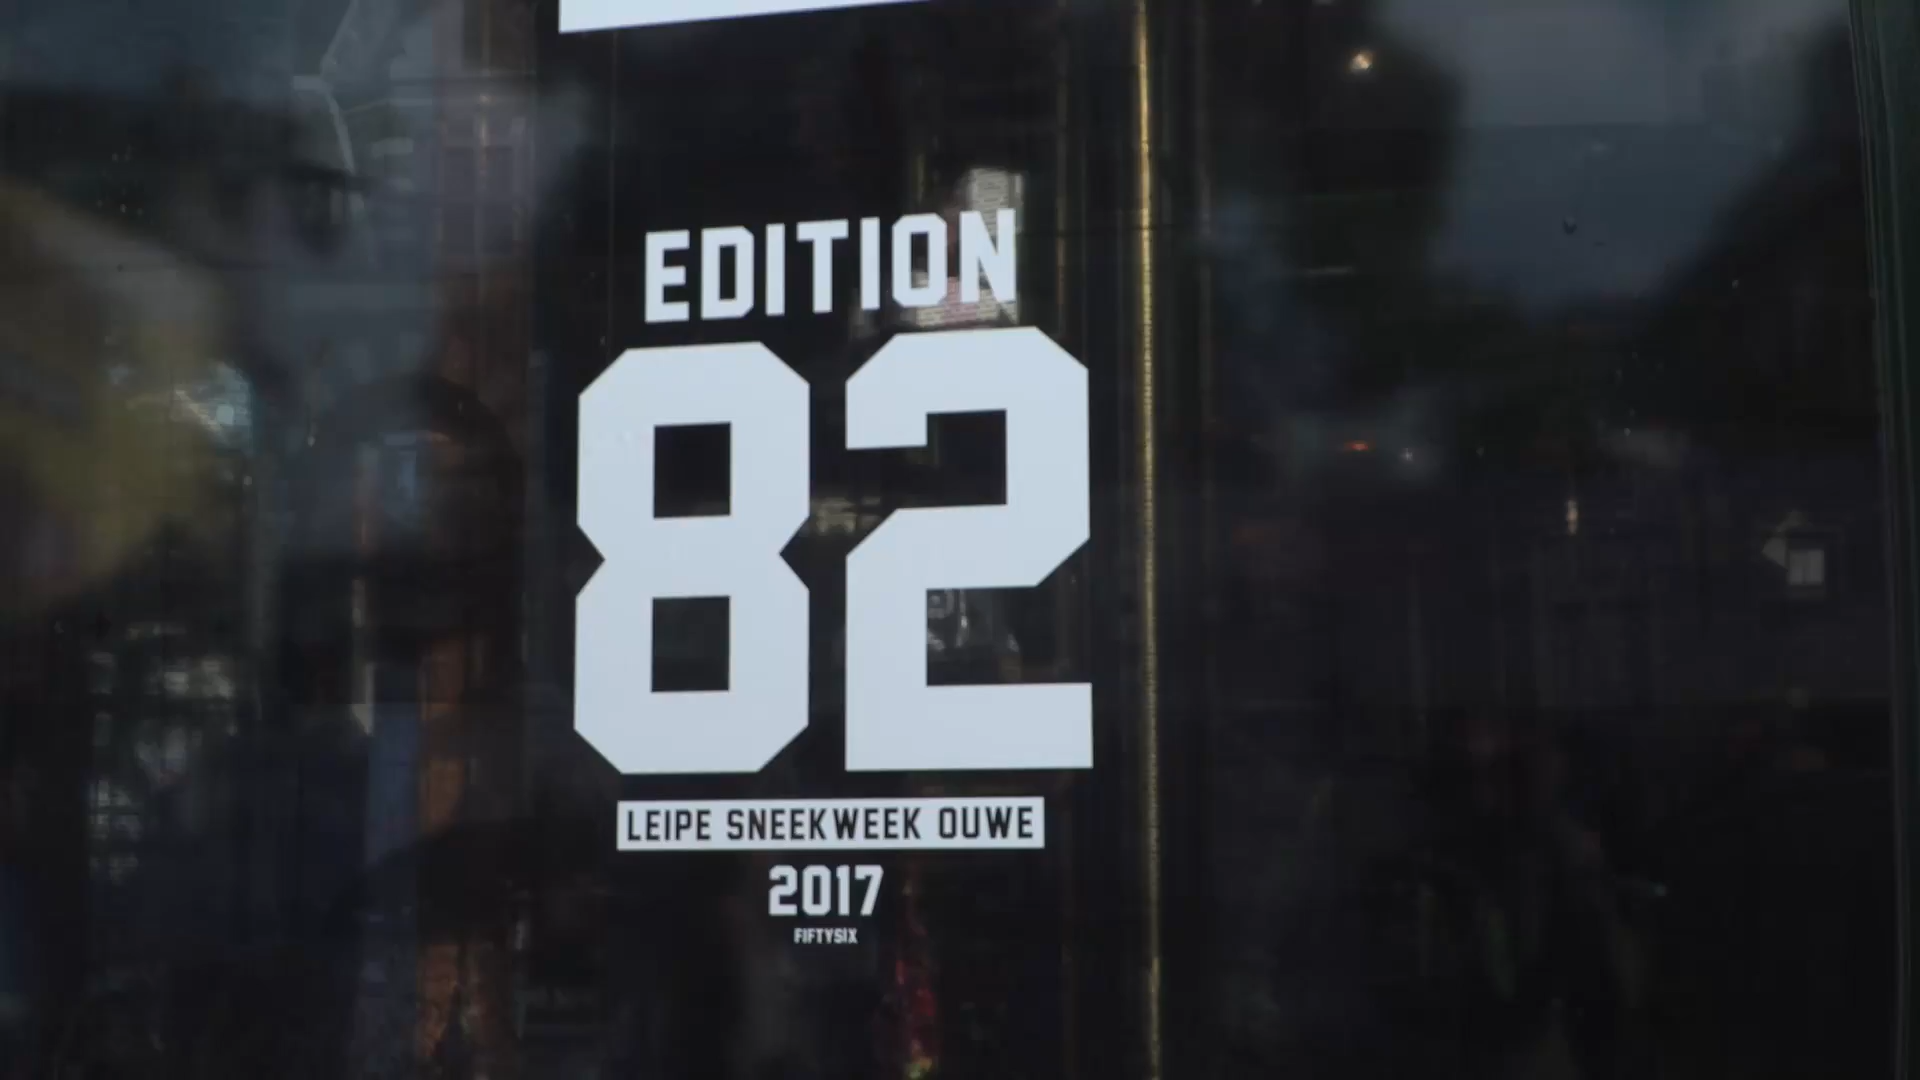 EDITION
82
LEIPE SNEEKWEEK OUWE
2017
FIFTYSIX